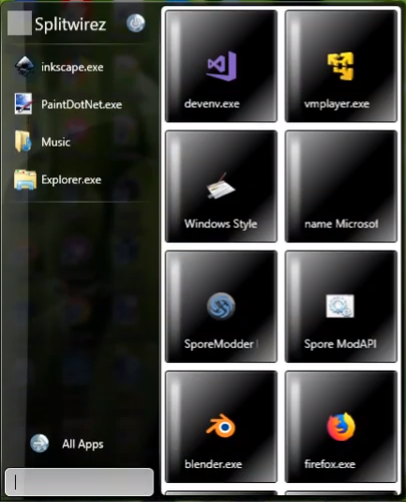 Splitwirez
inkscape.exe
PaintDotNet.exe
Music
Explorer.exe
All Apps
devenv.exe
vmplayer.exe
Windows Style
name Microsof
SporeModder
Spore ModAPI
blender.exe
firefox.exe